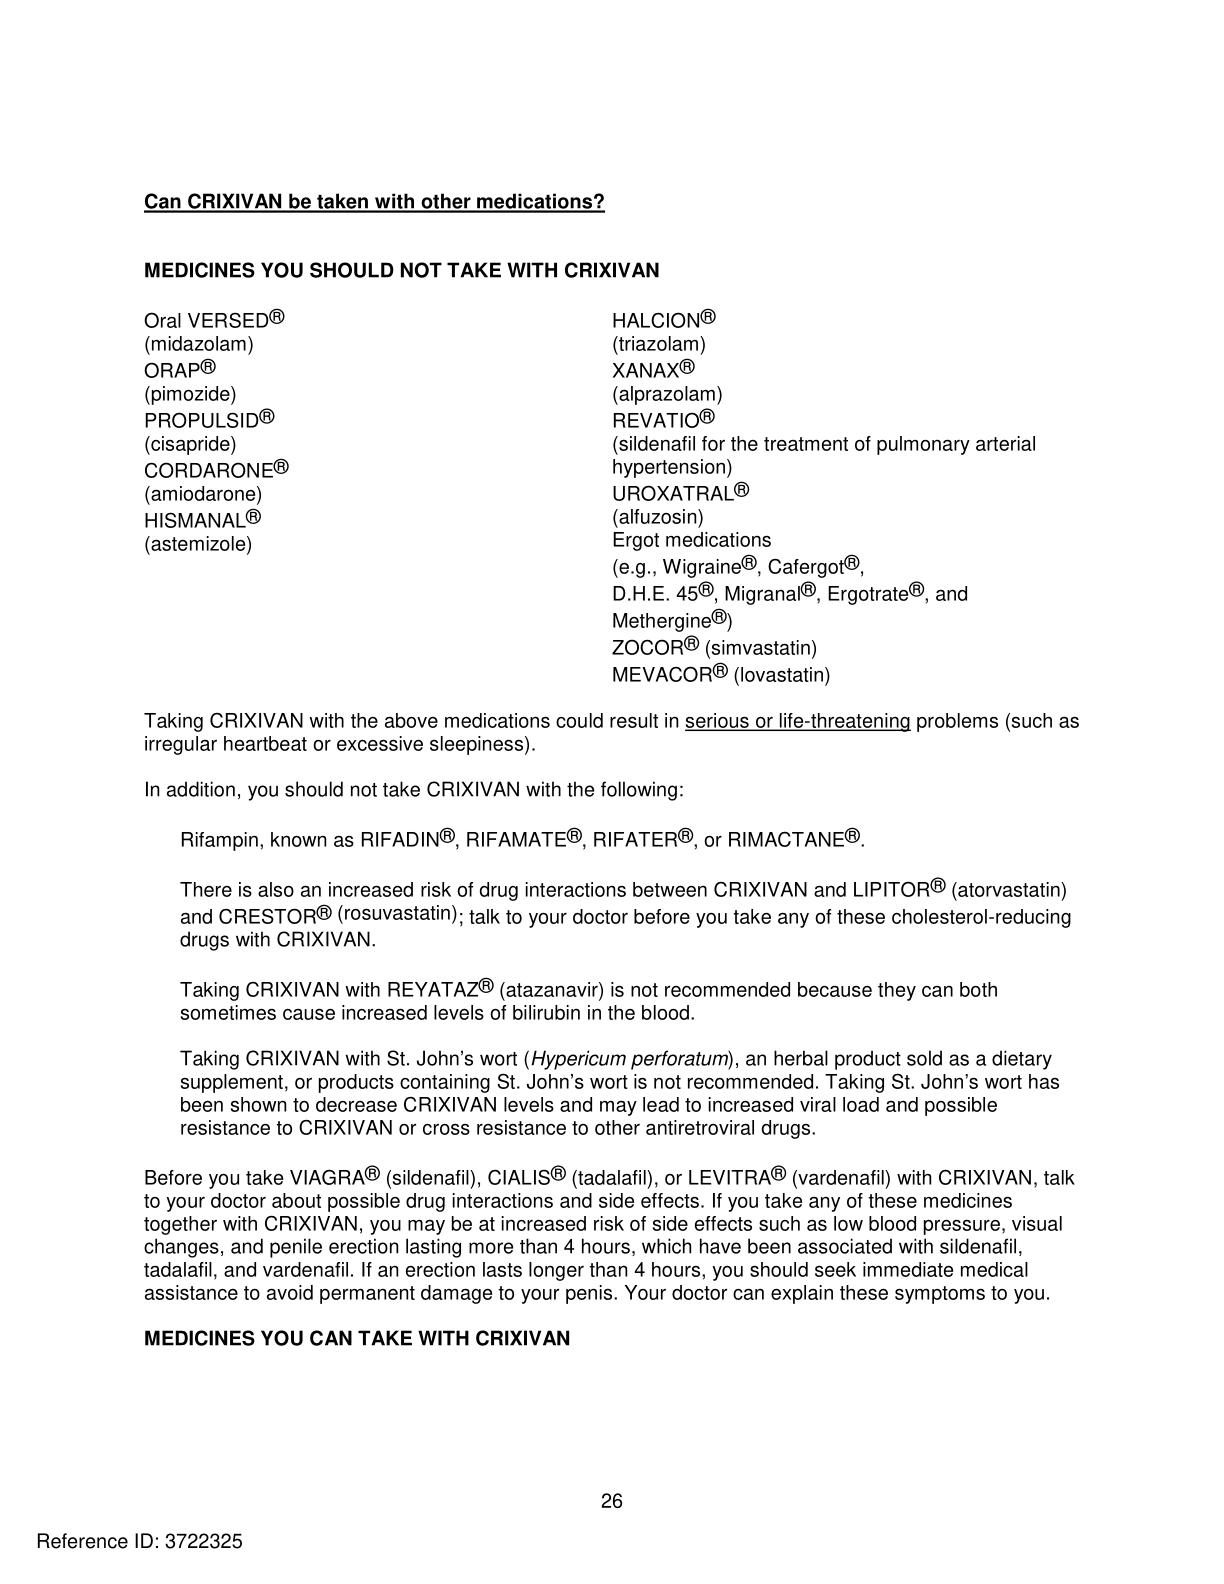 Can CRIXIVAN be taken with other medications?
MEDICINES YOU SHOULD NOT TAKE WITH CRIXIVAN
Oral VERSED®
(midazolam)
ORAP®
(pimozide)
PROPULSID®
(cisapride)
CORDARONE®
(amiodarone)
HISMANAL®
(astemizole)
HALCION®
(triazolam)
XANAX®
(alprazolam)
REVATIO®
(sildenafil for the treatment of pulmonary arterial
hypertension)
UROXATRAL®
(alfuzosin)
Ergot medications
(e.g., Wigraine®, Cafergot®,
D.H.E. 45®, Migranal®, Ergotrate®, and
Methergine®)
ZOCOR® (simvastatin)
MEVACOR® (lovastatin)
Taking CRIXIVAN with the above medications could result in serious or life-threatening problems (such as
irregular heartbeat or excessive sleepiness).
In addition, you should not take CRIXIVAN with the following:
Rifampin, known as RIFADIN®, RIFAMATE®, RIFATER®, or RIMACTANE®.
There is also an increased risk of drug interactions between CRIXIVAN and LIPITOR® (atorvastatin)
and CRESTOR® (rosuvastatin); talk to your doctor before you take any of these cholesterol-reducing
drugs with CRIXIVAN.
Taking CRIXIVAN with REYATAZ® (atazanavir) is not recommended because they can both
sometimes cause increased levels of bilirubin in the blood.
Taking CRIXIVAN with St. John’s wort (Hypericum perforatum), an herbal product sold as a dietary
supplement, or products containing St. John’s wort is not recommended. Taking St. John’s wort has
been shown to decrease CRIXIVAN levels and may lead to increased viral load and possible
resistance to CRIXIVAN or cross resistance to other antiretroviral drugs.
Before you take VIAGRA® (sildenafil), CIALIS® (tadalafil), or LEVITRA® (vardenafil) with CRIXIVAN, talk
to your doctor about possible drug interactions and side effects. If you take any of these medicines
together with CRIXIVAN, you may be at increased risk of side effects such as low blood pressure, visual
changes, and penile erection lasting more than 4 hours, which have been associated with sildenafil,
tadalafil, and vardenafil. If an erection lasts longer than 4 hours, you should seek immediate medical
assistance to avoid permanent damage to your penis. Your doctor can explain these symptoms to you.
MEDICINES YOU CAN TAKE WITH CRIXIVAN
26
Reference ID: 3722325